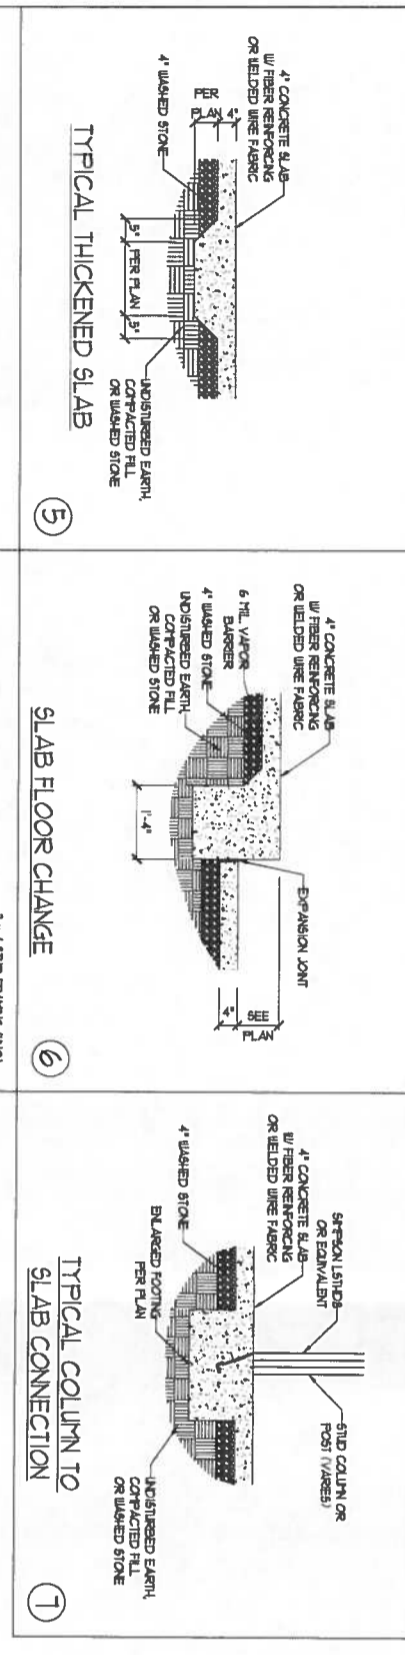 4" CONCRETE SLAB
W/ FIBER REINFORCING
OR WELDED WIRE FABRIC
4"
PER
PLAN
4" WASHED STONE
5"
PER PLAN
5"
UNDISTURBED EARTH,
COMPACTED FILL
OR WASHED STONE
TYPICAL THICKENED SLAB
5
4" CONCRETE SLAB
W/ FIBER REINFORCING
OR WELDED WIRE FABRIC
6 MIL. VAPOR
BARRIER
4" WASHED STONE
UNDISTURBED EARTH,
COMPACTED FILL
OR WASHED STONE
1'-4"
EXPANSION JOINT
SEE
PLAN
4"
SLAB FLOOR CHANGE
6
SIMPSON LSTHD8
OR EQUIVALENT
STUD COLUMN OR
POST (VARIES)
4" CONCRETE SLAB
W/ FIBER REINFORCING
OR WELDED WIRE FABRIC
4" WASHED STONE
ENLARGED FOOTING
PER PLAN
UNDISTURBED EARTH,
COMPACTED FILL
OR WASHED STONE
TYPICAL COLUMN TO
SLAB CONNECTION
7